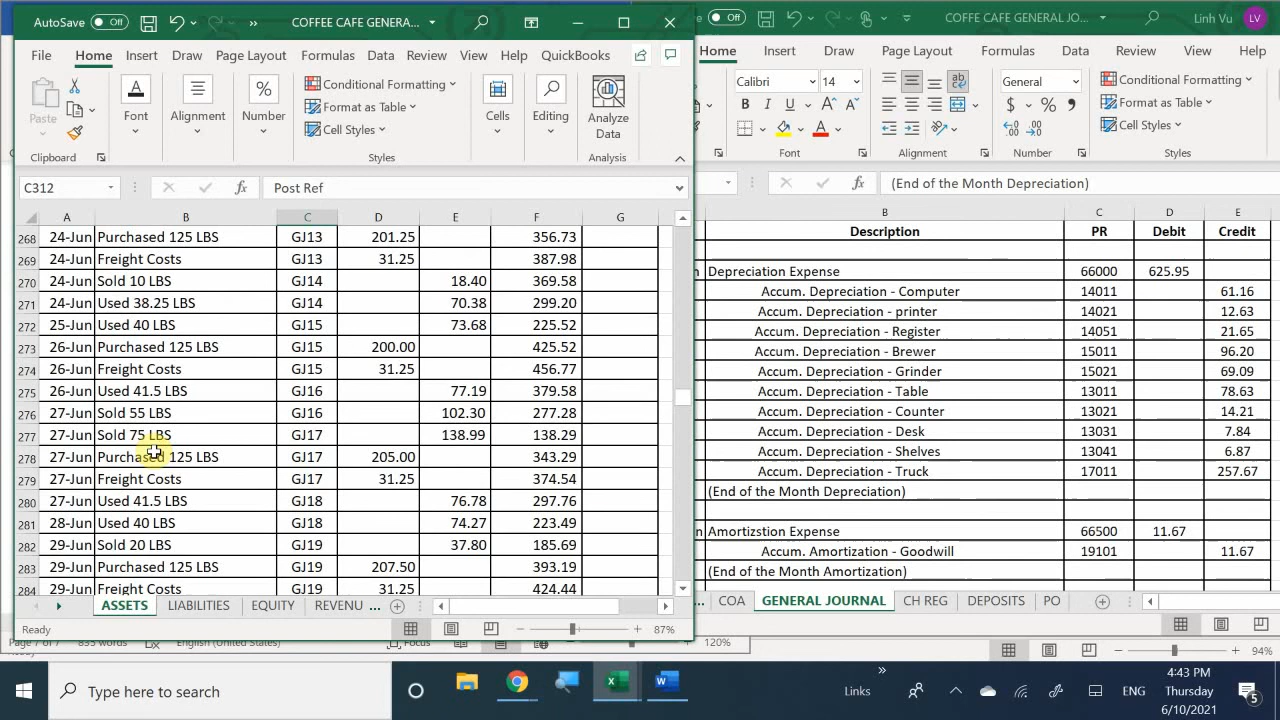 AutoSave Off COFFEE CAFE GENERA...
File Home Insert Draw Page Layout Formulas Data Review View Help QuickBooks
Paste
Clipboard
Font
Alignment
Number
Conditional Formatting
Format as Table
Cell Styles
Styles
Cells
Editing
Analyze
Data
Analysis
C312 fx Post Ref
A B C D E F G
268 24-Jun Purchased 125 LBS GJ13 201.25 356.73
269 24-Jun Freight Costs GJ13 31.25 387.98
270 24-Jun Sold 10 LBS GJ14 18.40 369.58
271 24-Jun Used 38.25 LBS GJ14 70.38 299.20
272 25-Jun Used 40 LBS GJ15 73.68 225.52
273 26-Jun Purchased 125 LBS GJ15 200.00 425.52
274 26-Jun Freight Costs GJ15 31.25 456.77
275 26-Jun Used 41.5 LBS GJ16 77.19 379.58
276 27-Jun Sold 55 LBS GJ16 102.30 277.28
277 27-Jun Sold 75 LBS GJ17 138.99 138.29
278 27-Jun Purchased 125 LBS GJ17 205.00 343.29
279 27-Jun Freight Costs GJ17 31.25 374.54
280 27-Jun Used 41.5 LBS GJ18 76.78 297.76
281 28-Jun Used 40 LBS GJ18 74.27 223.49
282 29-Jun Sold 20 LBS GJ19 37.80 185.69
283 29-Jun Purchased 125 LBS GJ19 207.50 393.19
284 29-Jun Freight Costs GJ19 31.25 424.44
ASSETS LIABILITIES EQUITY REVENU ...
Ready 87%
Page 7 of 7 835 words English (United States) Focus 120%
Off COFFE CAFE GENERAL JO... Linh Vu LV
Home Insert Draw Page Layout Formulas Data Review View Help
Calibri 14
B I U A A
Font
ab
Alignment
General
$ % ,
Number
Conditional Formatting
Format as Table
Cell Styles
Styles
fx (End of the Month Depreciation)
B C D E
Description PR Debit Credit
n Depreciation Expense 66000 625.95
Accum. Depreciation - Computer 14011 61.16
Accum. Depreciation - printer 14021 12.63
Accum. Depreciation - Register 14051 21.65
Accum. Depreciation - Brewer 15011 96.20
Accum. Depreciation - Grinder 15021 69.09
Accum. Depreciation - Table 13011 78.63
Accum. Depreciation - Counter 13021 14.21
Accum. Depreciation - Desk 13031 7.84
Accum. Depreciation - Shelves 13041 6.87
Accum. Depreciation - Truck 17011 257.67
(End of the Month Depreciation)
n Amortizstion Expense 66500 11.67
Accum. Amortization - Goodwill 19101 11.67
(End of the Month Amortization)
... COA GENERAL JOURNAL CH REG DEPOSITS PO
94%
Type here to search
Links
ENG
4:43 PM
Thursday
6/10/2021
5